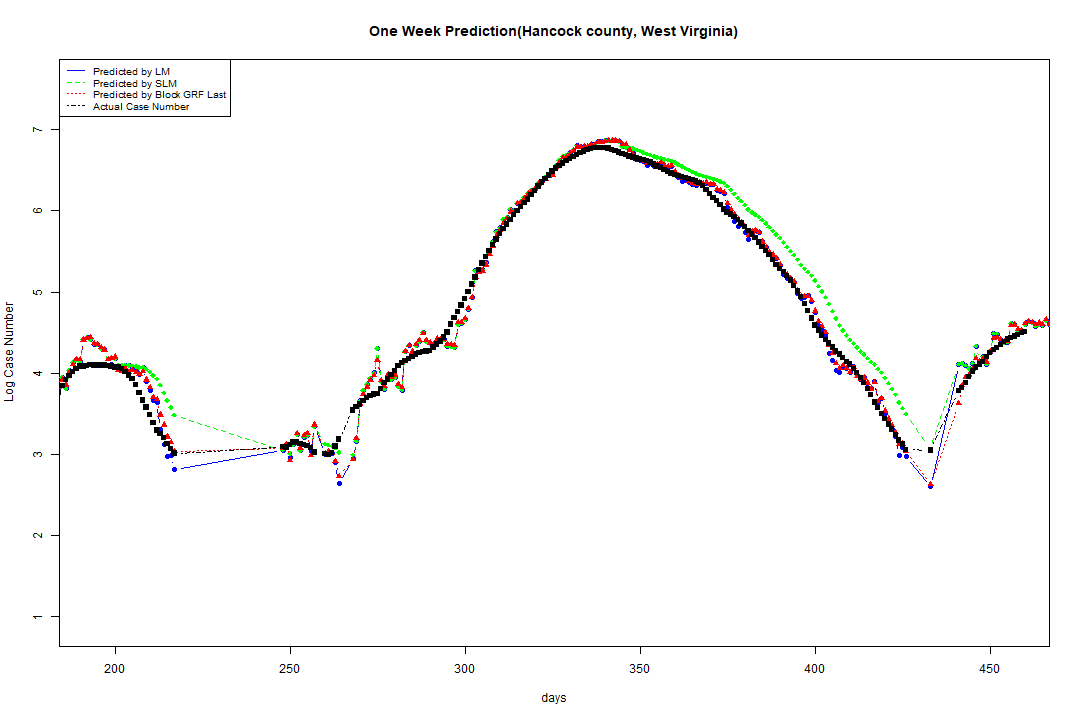 One Week Prediction(Hancock county, West Virginia)
Predicted by LM
Predicted by SLM
Predicted by Block GRF Last
Actual Case Number
7
6
5
4
3
2
1
Log Case Number
200 250 300 350 400 450
days